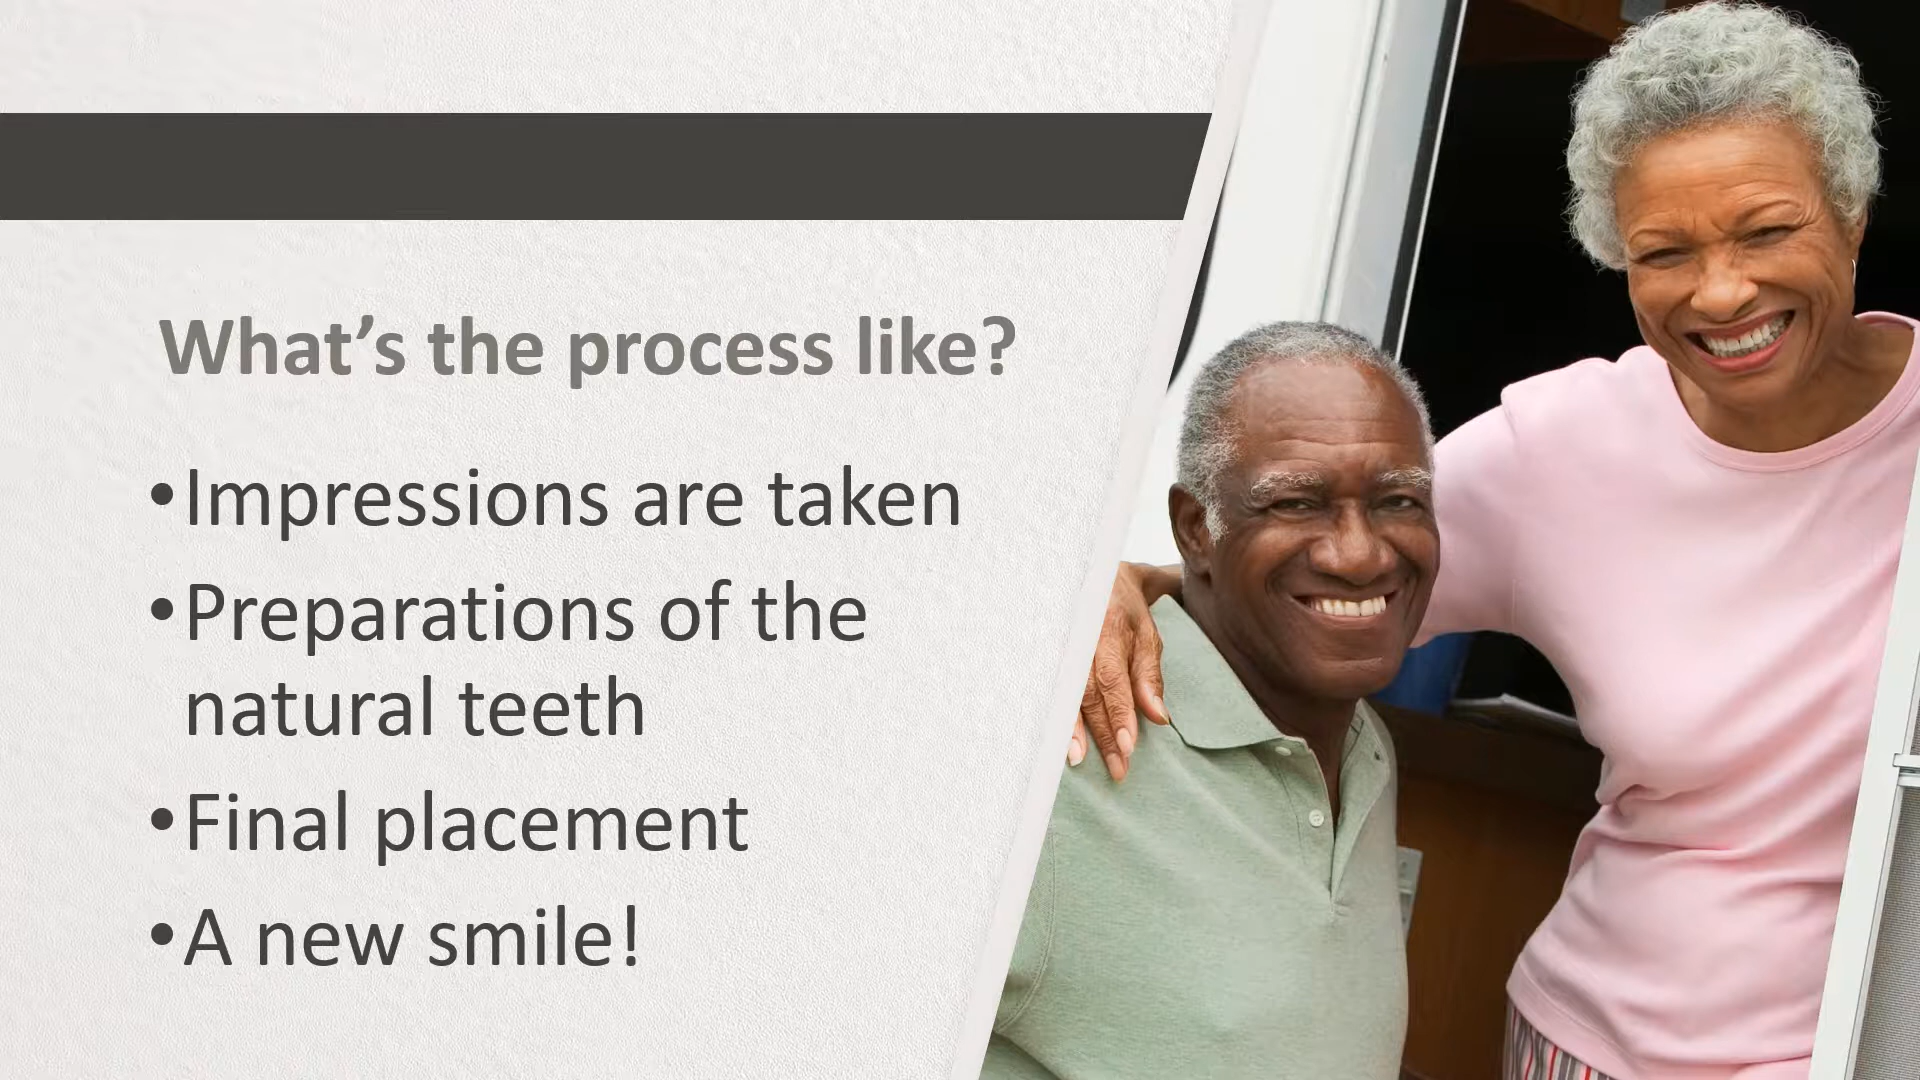 What’s the process like?
•Impressions are taken
•Preparations of the
natural teeth
•Final placement
•A new smile!